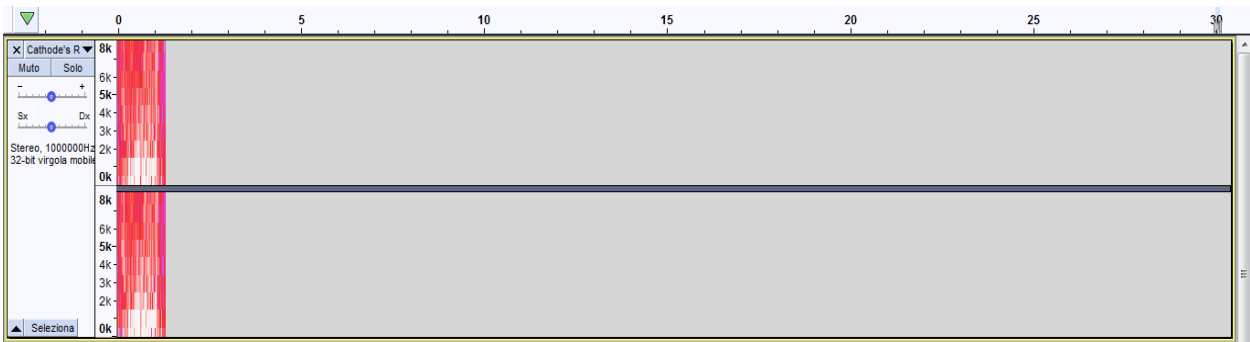 0 5 10 15 20 25 30
× Cathode's R
Muto Solo
- +
Sx Dx
Stereo, 1000000Hz
32-bit virgola mobile
8k
6k-
5k-
4k-
3k-
2k-
0k
8k
6k-
5k-
4k-
3k-
2k-
0k
Seleziona